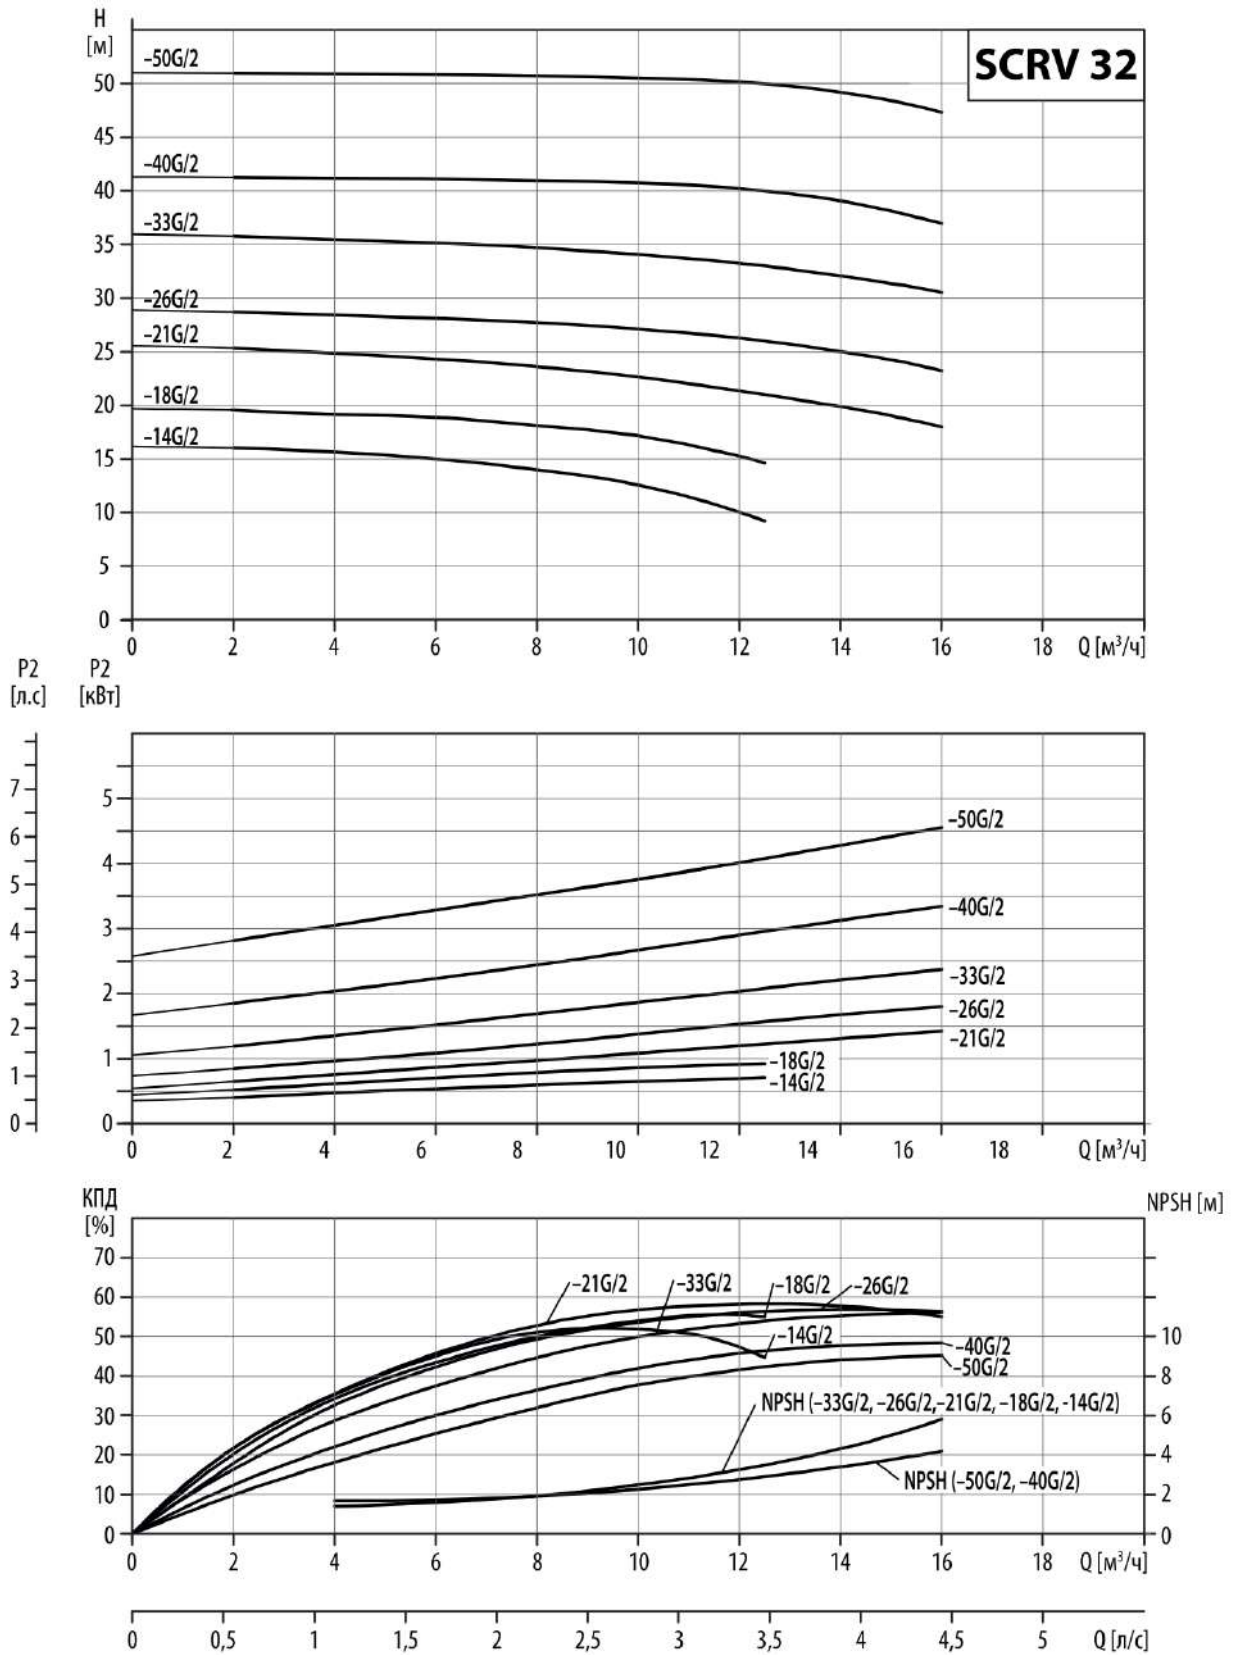 H
[м]
SCRV 32
–50G/2
50
45
–40G/2
40
–33G/2
35
–26G/2
30
–21G/2
25
–18G/2
20
–14G/2
15
10
5
0
0 2 4 6 8 10 12 14 16 18 Q [м³/ч]
P2 P2
[л.с] [кВт]
7
6
5
4
3
2
1
0
5
4
3
2
1
0
–50G/2
–40G/2
–33G/2
–26G/2
–21G/2
–18G/2
–14G/2
0 2 4 6 8 10 12 14 16 18 Q [м³/ч]
КПД
[%]
NPSH [м]
70
60
50
40
30
20
10
0
–21G/2 –33G/2 –18G/2 –26G/2
–14G/2
–40G/2
–50G/2
NPSH (–33G/2, –26G/2,–21G/2, –18G/2, -14G/2)
NPSH (–50G/2, –40G/2)
10
8
6
4
2
0
0 2 4 6 8 10 12 14 16 18 Q [м³/ч]
0 0,5 1 1,5 2 2,5 3 3,5 4 4,5 5 Q [л/с]